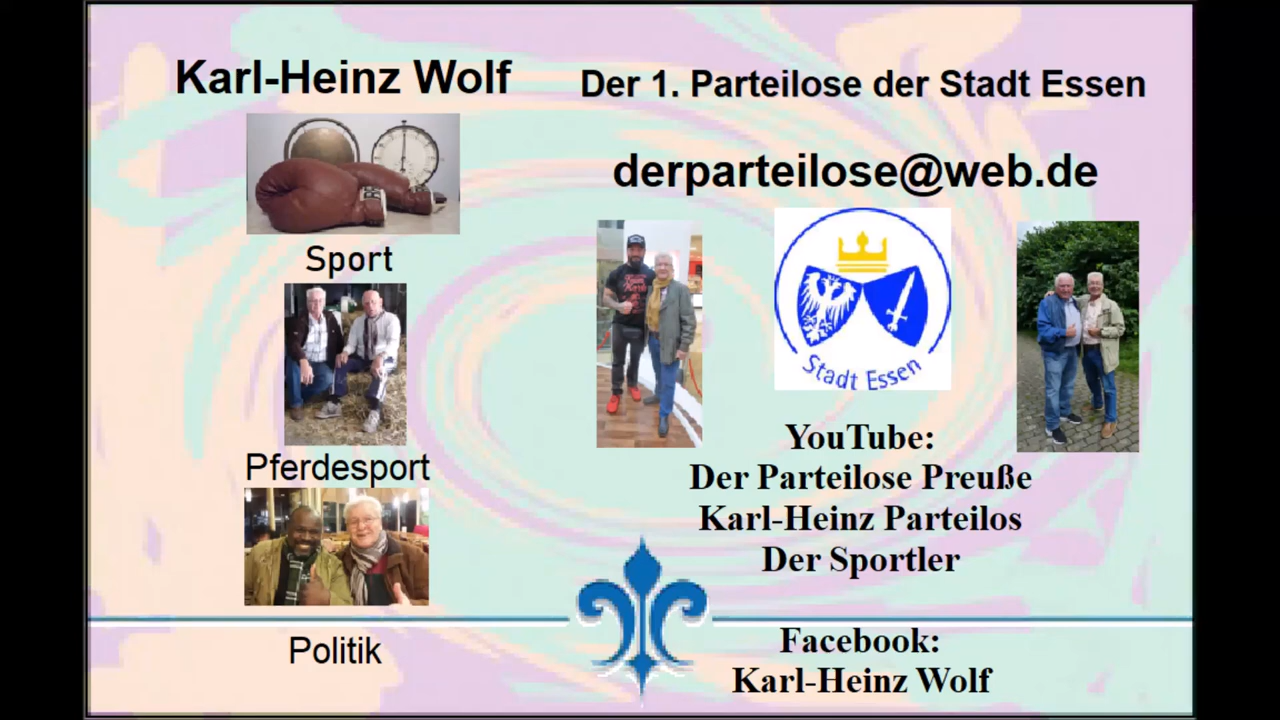 Karl-Heinz Wolf
Der 1. Parteilose der Stadt Essen
derparteilose@web.de
Sport
Pferdesport
Politik
Stadt Essen
YouTube:
Der Parteilose Preuße
Karl-Heinz Parteilos
Der Sportler
Facebook:
Karl-Heinz Wolf